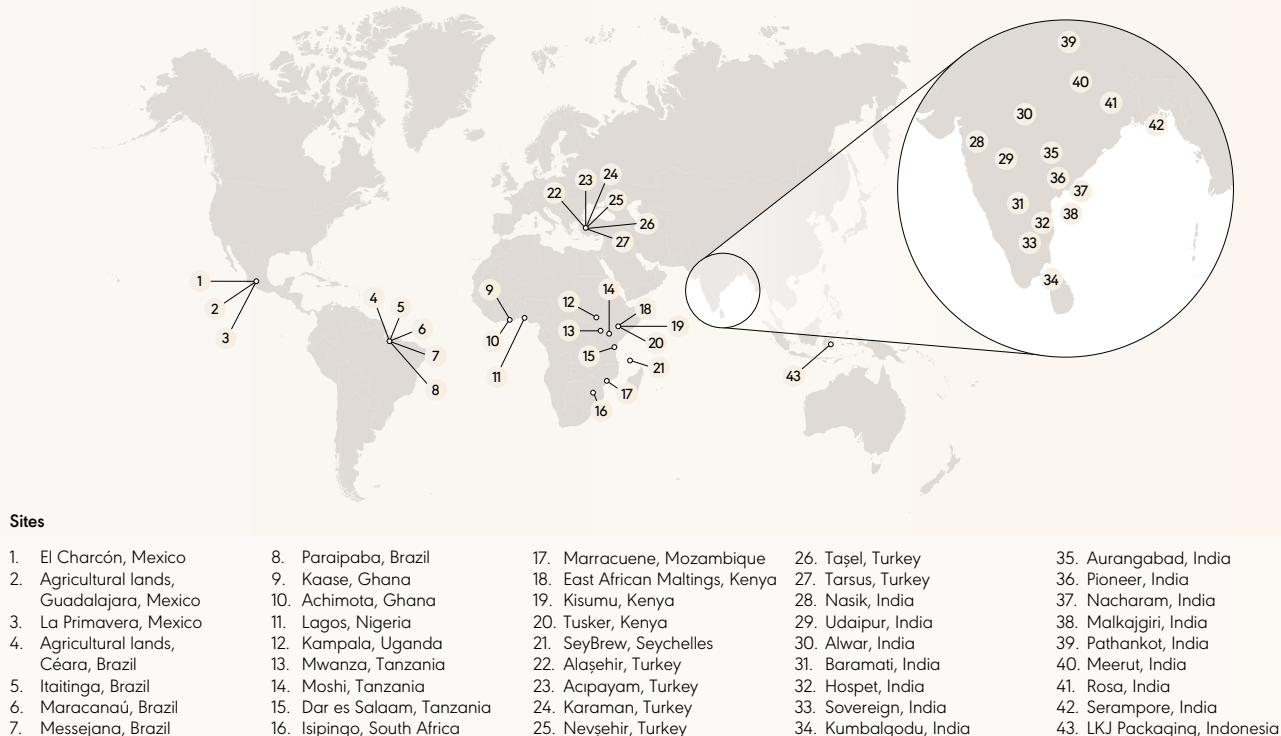 39
40
41
30
42
28
35
29
36
37
31
38
32
33
34
23
24
22
25
26
27
1
2
3
4
5
6
7
8
9
10
11
12
13
14
15
16
17
18
19
20
21
43
Sites
1. El Charcón, Mexico
2. Agricultural lands,
Guadalajara, Mexico
3. La Primavera, Mexico
4. Agricultural lands,
Céara, Brazil
5. Itaitinga, Brazil
6. Maracanaú, Brazil
7. Messejana, Brazil
8. Paraipaba, Brazil
9. Kaase, Ghana
10. Achimota, Ghana
11. Lagos, Nigeria
12. Kampala, Uganda
13. Mwanza, Tanzania
14. Moshi, Tanzania
15. Dar es Salaam, Tanzania
16. Isipingo, South Africa
17. Marracuene, Mozambique
18. East African Maltings, Kenya
19. Kisumu, Kenya
20. Tusker, Kenya
21. SeyBrew, Seychelles
22. Alaşehir, Turkey
23. Acıpayam, Turkey
24. Karaman, Turkey
25. Nevşehir, Turkey
26. Taşel, Turkey
27. Tarsus, Turkey
28. Nasik, India
29. Udaipur, India
30. Alwar, India
31. Baramati, India
32. Hospet, India
33. Sovereign, India
34. Kumbalgodu, India
35. Aurangabad, India
36. Pioneer, India
37. Nacharam, India
38. Malkajgiri, India
39. Pathankot, India
40. Meerut, India
41. Rosa, India
42. Serampore, India
43. LKJ Packaging, Indonesia